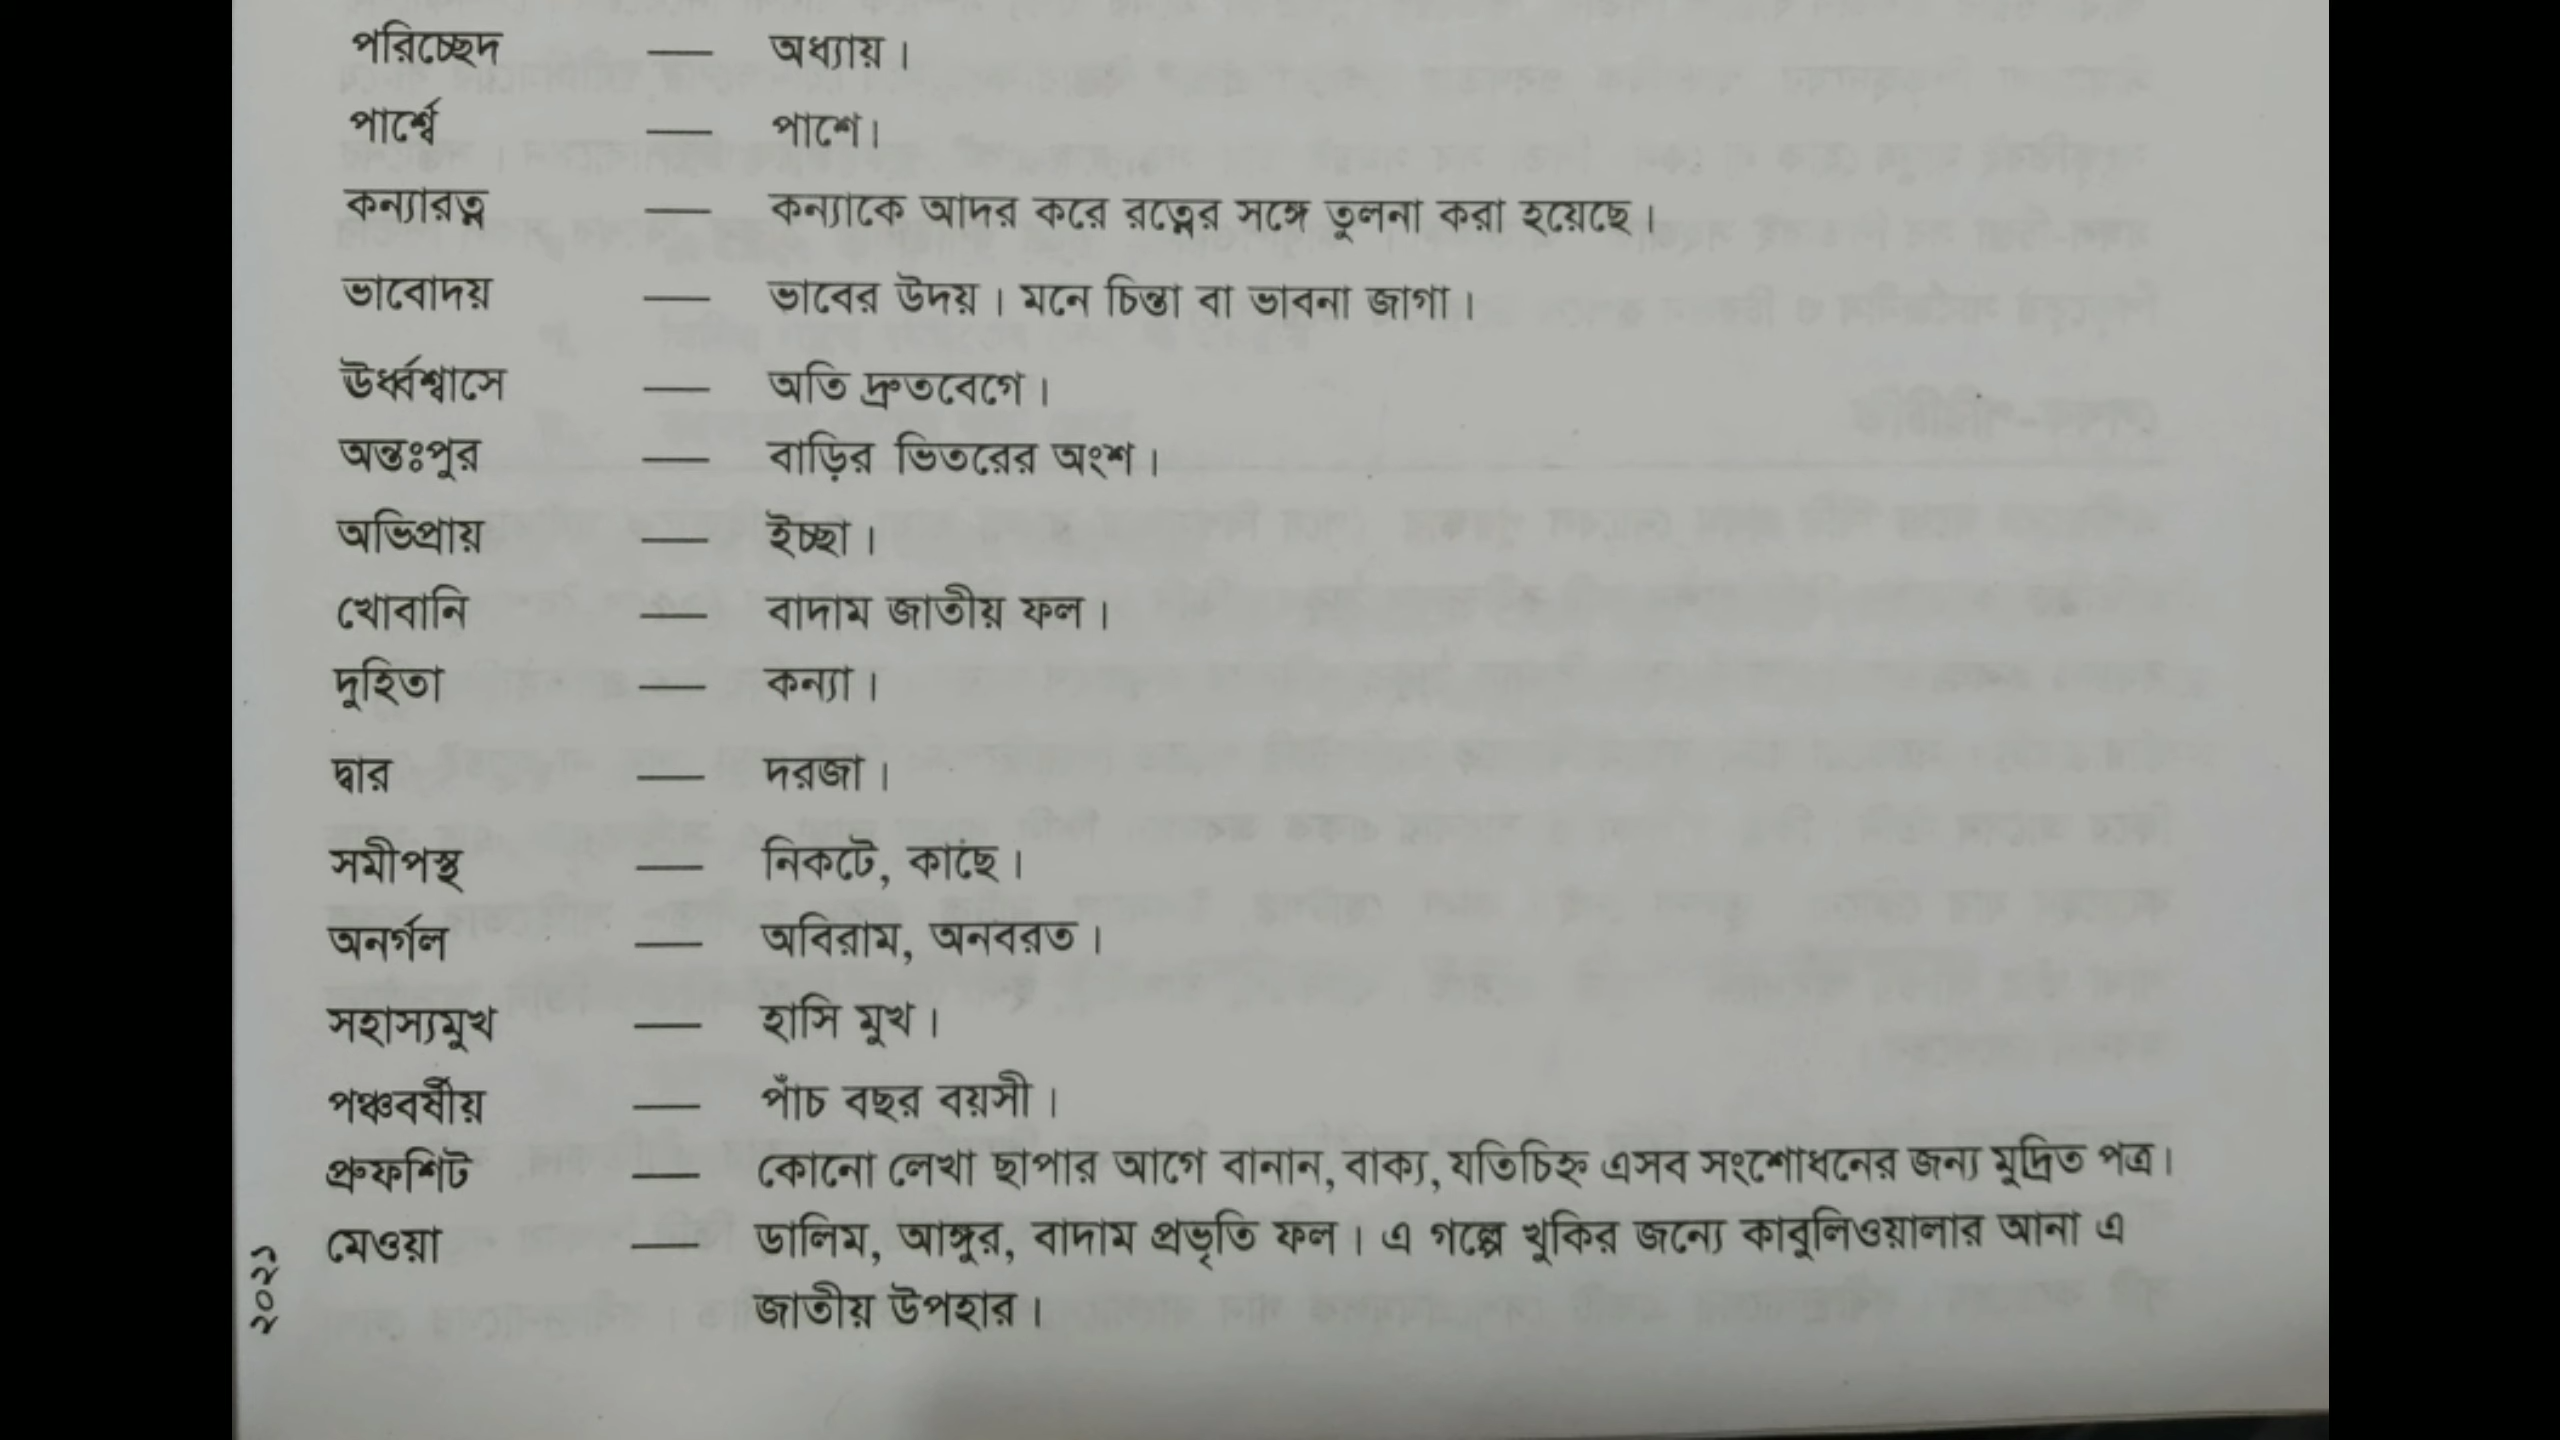 পরিচ্ছেদ — অধ্যায়।
পার্শ্বে — পাশে।
কন্যারত্ন — কন্যাকে আদর করে রত্নের সঙ্গে তুলনা করা হয়েছে।
ভাবোদয় — ভাবের উদয়। মনে চিন্তা বা ভাবনা জাগা।
ঊর্ধ্বশ্বাসে — অতি দ্রুতবেগে।
অন্তঃপুর — বাড়ির ভিতরের অংশ।
অভিপ্রায় — ইচ্ছা।
খোবানি — বাদাম জাতীয় ফল।
দুহিতা — কন্যা।
দ্বার — দরজা।
সমীপস্থ — নিকটে, কাছে।
অনর্গল — অবিরাম, অনবরত।
সহাস্যমুখ — হাসি মুখ।
পঞ্চবর্ষীয় — পাঁচ বছর বয়সী।
প্রুফশিট — কোনো লেখা ছাপার আগে বানান, বাক্য, যতিচিহ্ন এসব সংশোধনের জন্য মুদ্রিত পত্র।
মেওয়া — ডালিম, আঙ্গুর, বাদাম প্রভৃতি ফল। এ গল্পে খুকির জন্যে কাবুলিওয়ালার আনা এ
জাতীয় উপহার।
২০২১